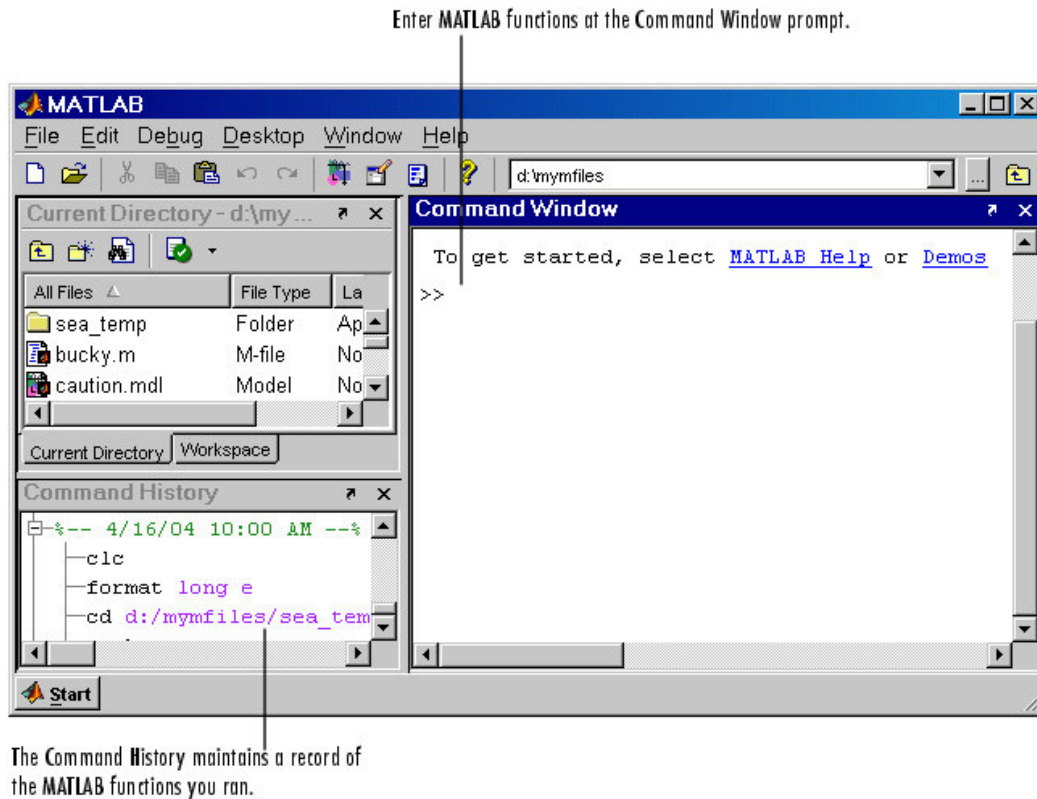 Enter MATLAB functions at the Command Window prompt.
MATLAB
File Edit Debug Desktop Window Help
d:\mymfiles
...
Current Directory - d:\my ...
All Files File Type La
sea_temp Folder Ap
bucky.m M-file No
caution.mdl Model No
Current Directory Workspace
Command History
%-- 4/16/04 10:00 AM --%
clc
format long e
cd d:/mymfiles/sea_tem
Command Window
To get started, select MATLAB Help or Demos
>>
Start
The Command History maintains a record of
the MATLAB functions you ran.